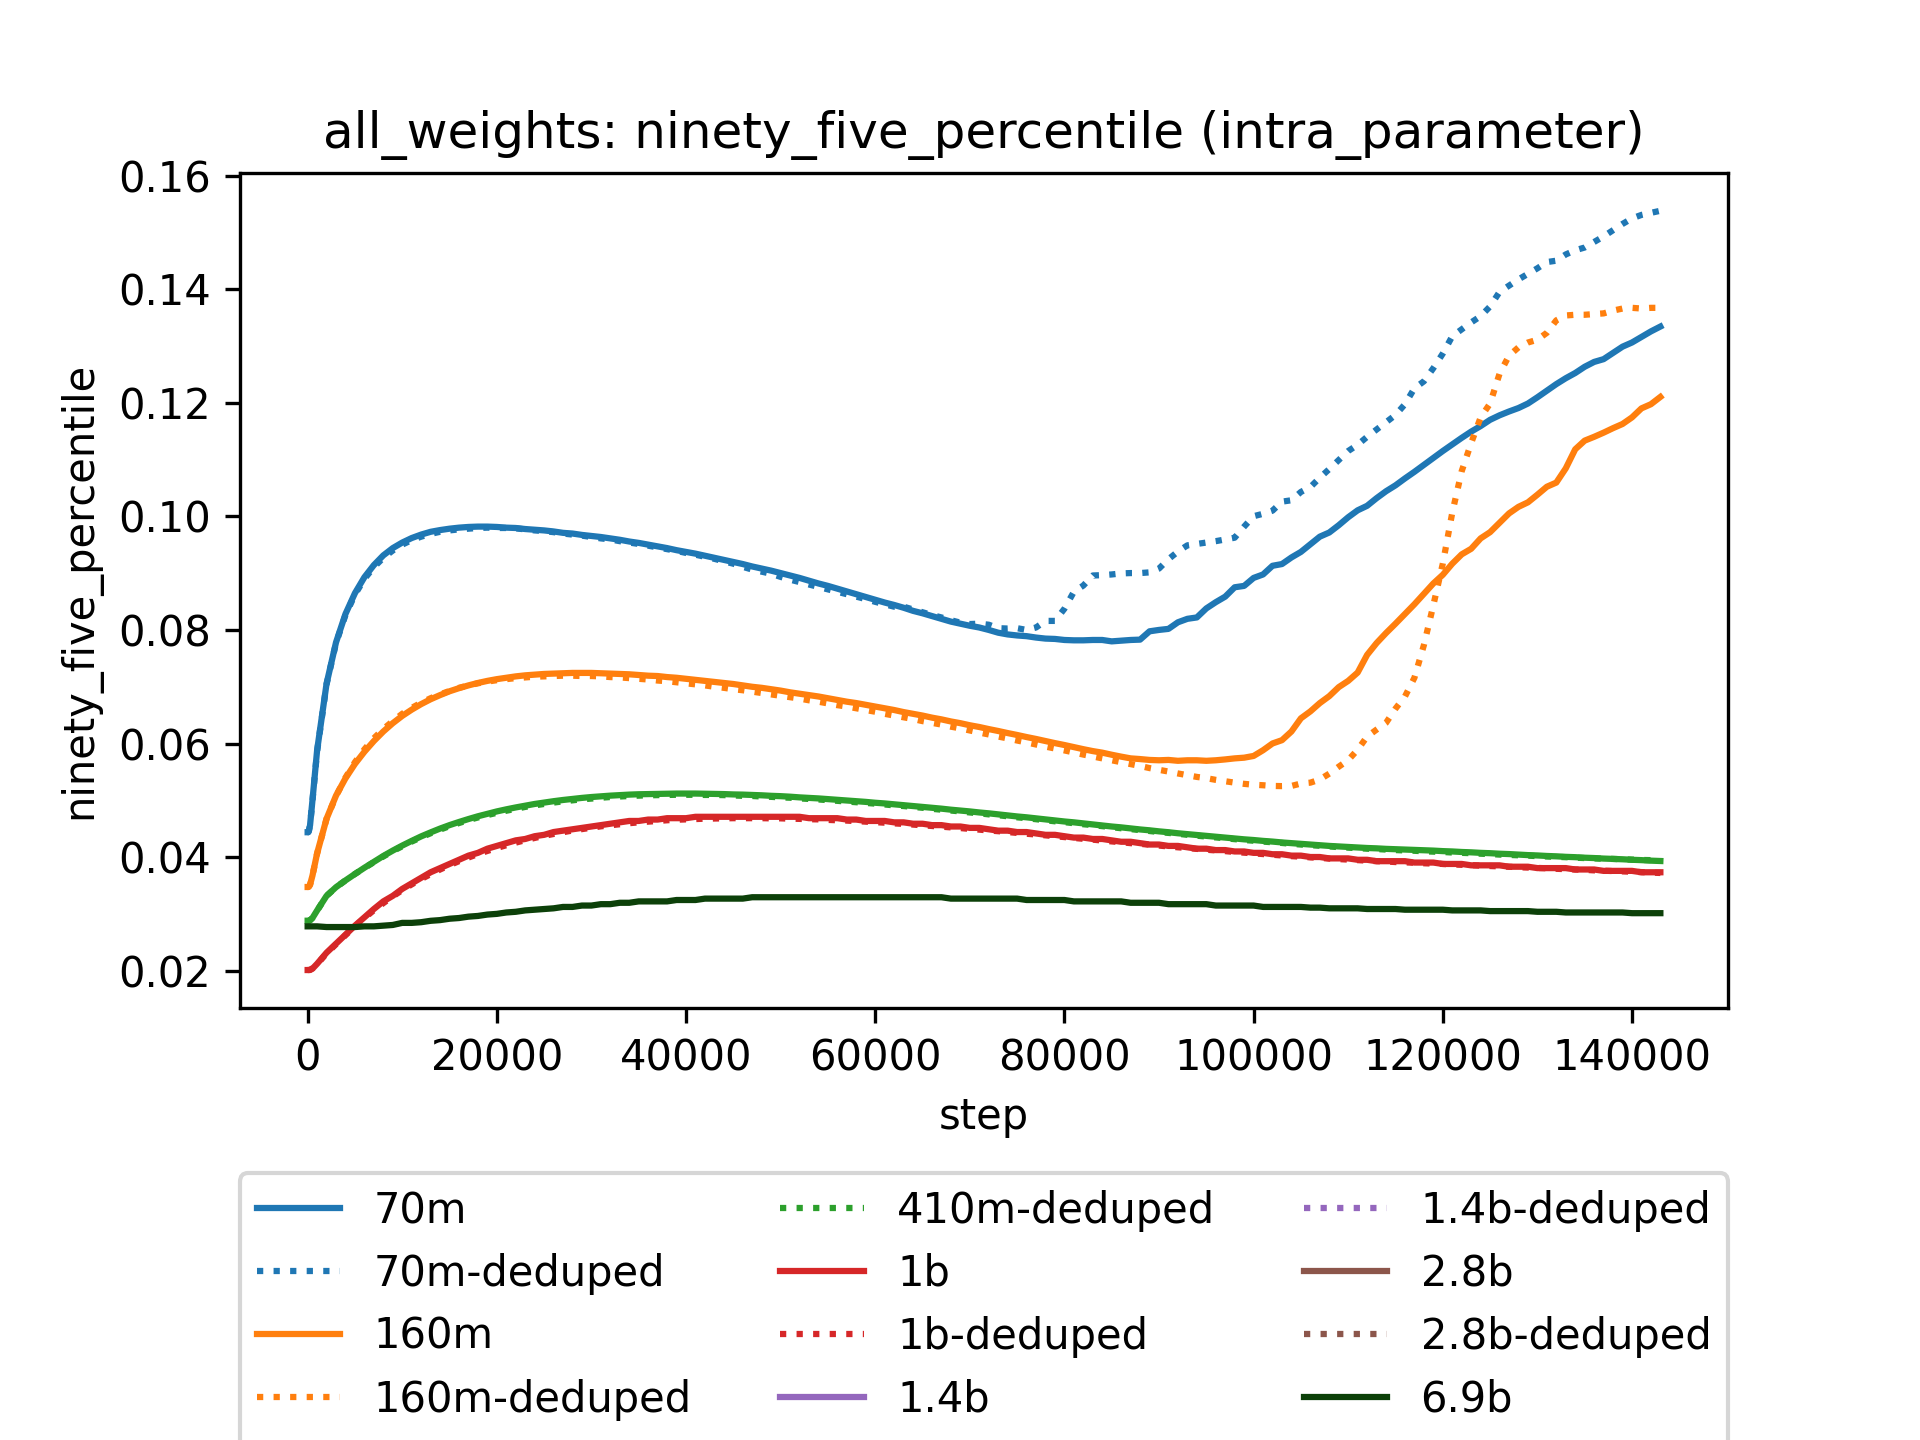 all_weights: ninety_five_percentile (intra_parameter)
0.16
0.14
0.12
0.10
0.08
0.06
0.04
0.02
ninety_five_percentile
0 20000 40000 60000 80000 100000 120000 140000
step
70m 410m-deduped 1.4b-deduped
70m-deduped 1b 2.8b
160m 1b-deduped 2.8b-deduped
160m-deduped 1.4b 6.9b